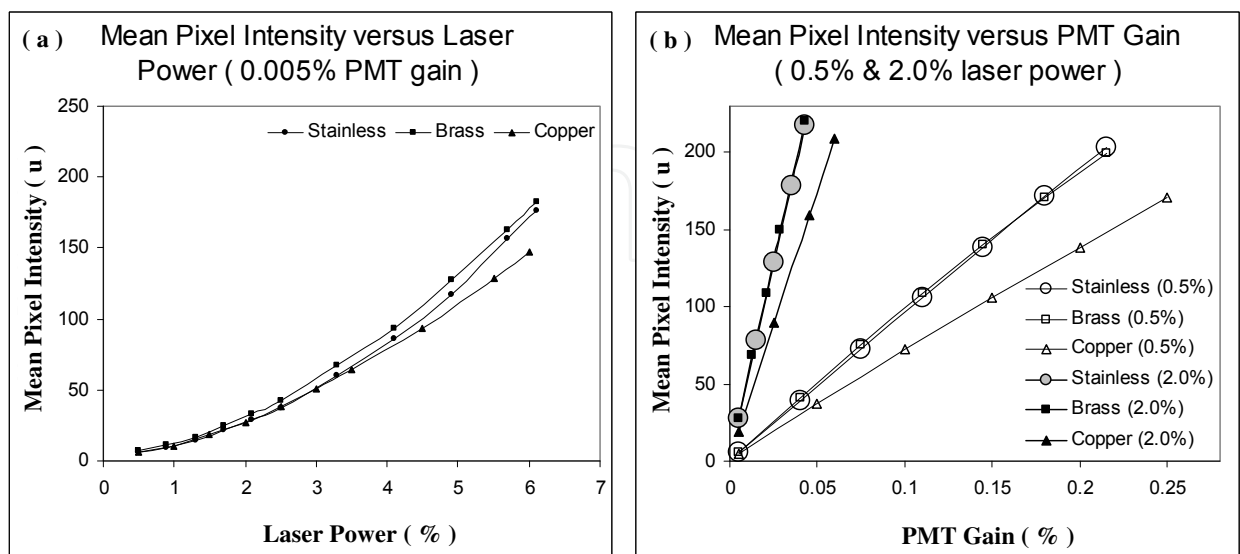 ( a )
Mean Pixel Intensity versus Laser
Power ( 0.005% PMT gain )
Mean Pixel Intensity ( u )
250
200
150
100
50
0
Stainless Brass Copper
0 1 2 3 4 5 6 7
Laser Power ( % )
( b )
Mean Pixel Intensity versus PMT Gain
( 0.5% & 2.0% laser power )
Mean Pixel Intensity ( u )
200
150
100
50
0
Stainless (0.5%)
Brass (0.5%)
Copper (0.5%)
Stainless (2.0%)
Brass (2.0%)
Copper (2.0%)
0 0.05 0.1 0.15 0.2 0.25
PMT Gain ( % )